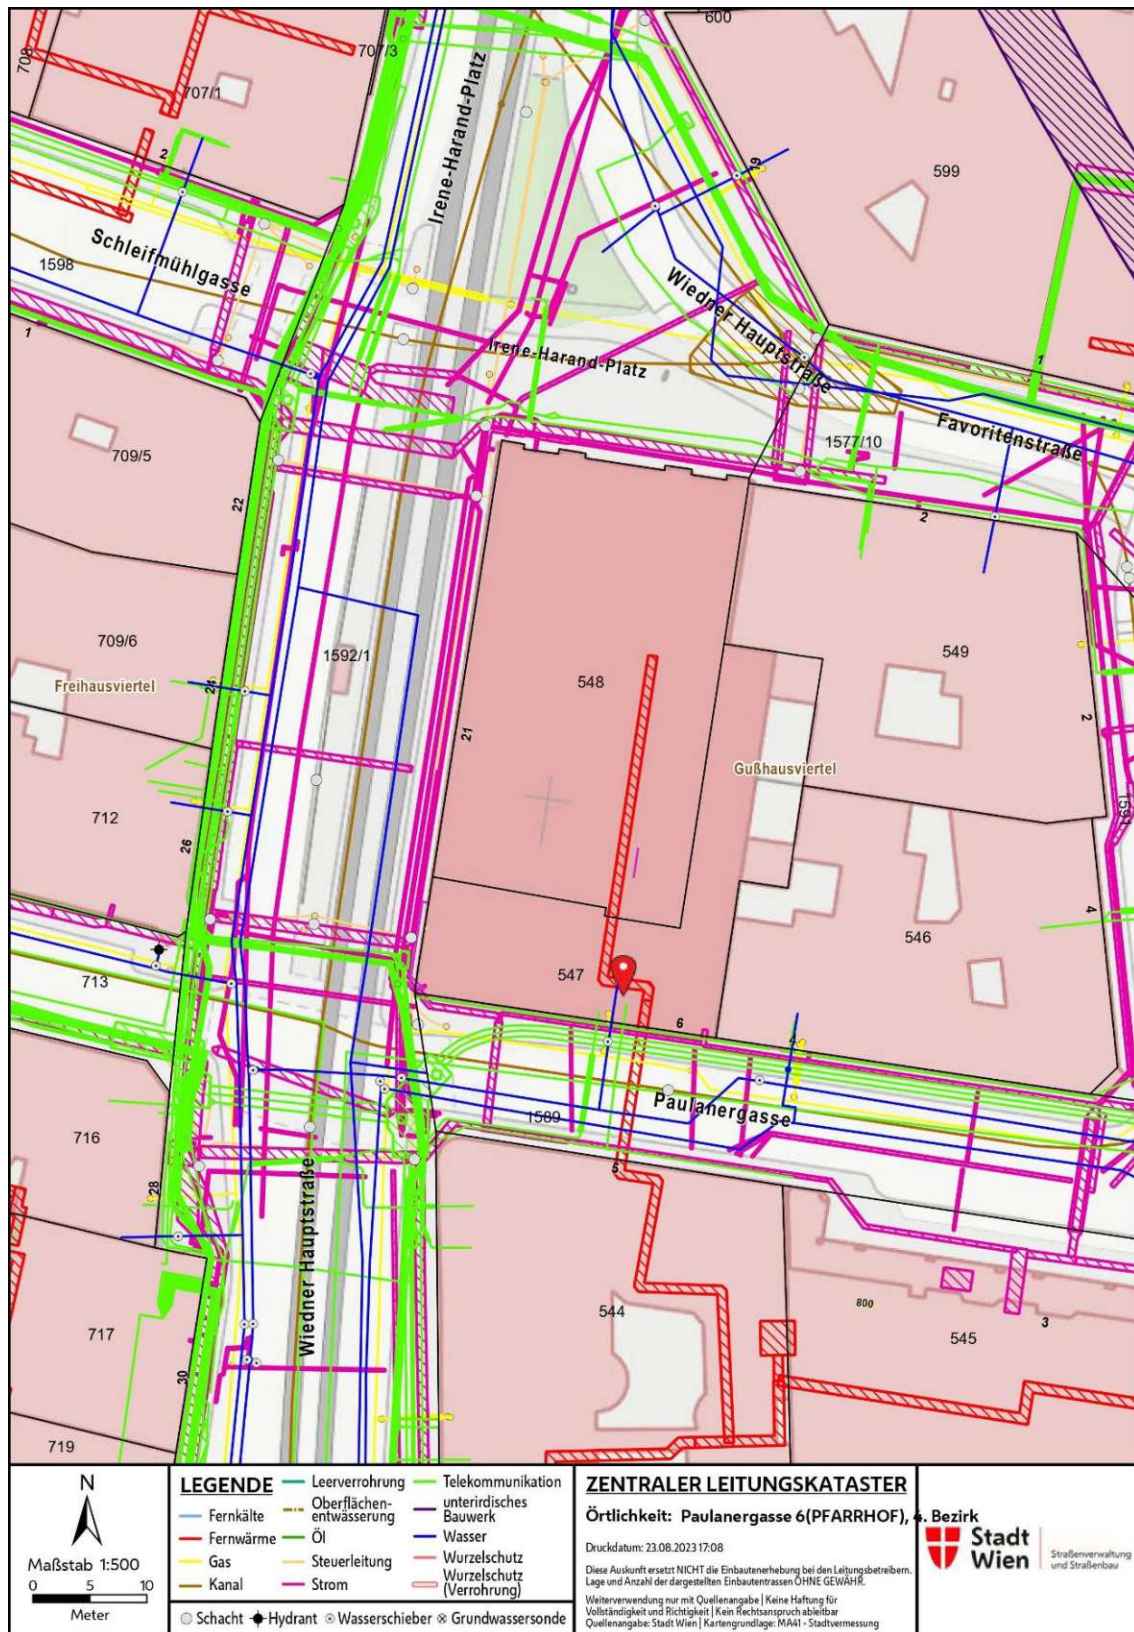 600
708
707/3
707/1
Irene-Harand-Platz
2
19
599
Schleifmühlgasse
1598
Wiedner Hauptstraße
1
Irene-Harand-Platz
1
709/5
1577/10
Favoritenstraße
22
2
709/6
1592/1
548
549
Freihausviertel
24
21
2
Gußhausviertel
712
1591
26
4
546
713
547
6
4
Paulanergasse
1589
716
5
28
Wiedner Hauptstraße
544
800
545
3
717
30
719
N
Maßstab 1:500
0 5 10
Meter
LEGENDE
Fernkälte
Fernwärme
Gas
Kanal
Leerverrohrung
Oberflächen-
entwässerung
Öl
Steuerleitung
Strom
Telekommunikation
unterirdisches
Bauwerk
Wasser
Wurzelschutz
Wurzelschutz
(Verrohrung)
Schacht Hydrant Wasserschieber Grundwassersonde
ZENTRALER LEITUNGSKATASTER
Örtlichkeit: Paulanergasse 6(PFARRHOF), 4. Bezirk
Druckdatum: 23.08.2023 17:08
Diese Auskunft ersetzt NICHT die Einbautenerhebung bei den Leitungsbetreibern.
Lage und Anzahl der dargestellten Einbautentrassen OHNE GEWÄHR.
Weiterverwendung nur mit Quellenangabe | Keine Haftung für
Vollständigkeit und Richtigkeit | Kein Rechtsanspruch ableitbar
Quellenangabe: Stadt Wien | Kartengrundlage: MA41 - Stadtvermessung
Stadt
Wien
Straßenverwaltung
und Straßenbau